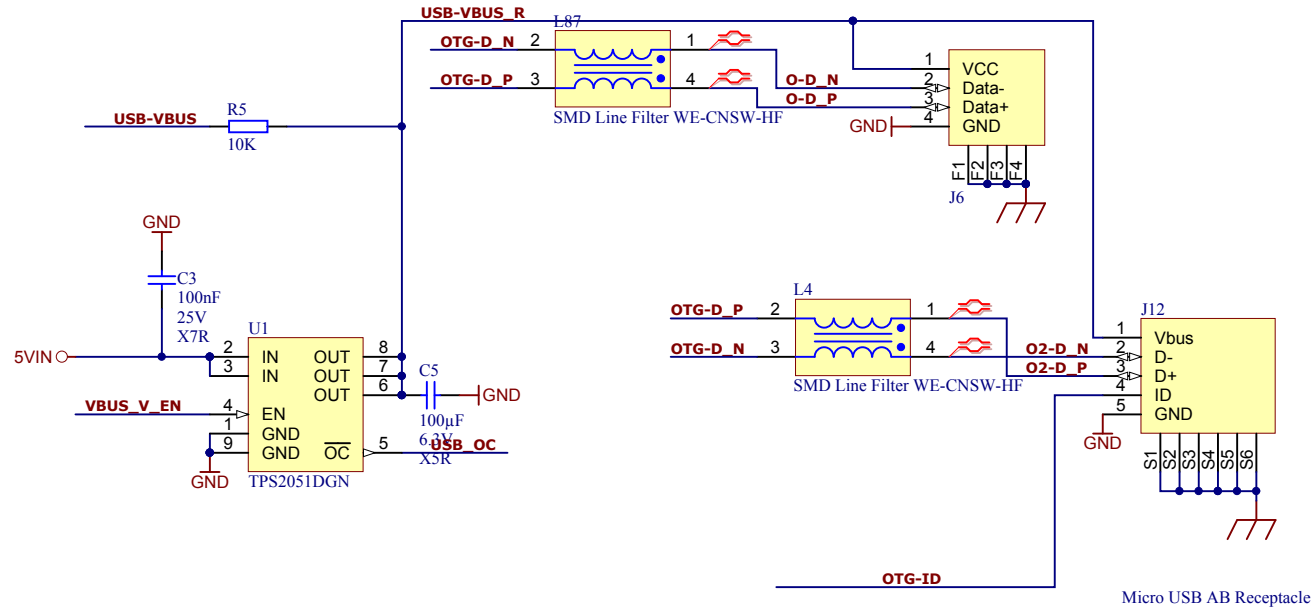 USB-VBUS_R
L87
OTG-D_N 2 1
OTG-D_P 3 4
O-D_N
O-D_P
SMD Line Filter WE-CNSW-HF
1 VCC
2 Data-
3 Data+
GND 4 GND
F1 F2 F3 F4
J6
USB-VBUS
R5
10K
GND
C3
100nF
25V
X7R
U1
5VIN
2 IN OUT 8
3 IN OUT 7
OUT 6
VBUS_V_EN 4 EN
1 GND
9 GND OC 5 USB_OC
GND
TPS2051DGN
C5
GND
100µF
6.3V
X5R
L4
OTG-D_P 2 1
OTG-D_N 3 4
O2-D_N
O2-D_P
SMD Line Filter WE-CNSW-HF
J12
1 Vbus
2 D-
3 D+
4 ID
5 GND
GND
S1 S2 S3 S4 S5 S6
OTG-ID
Micro USB AB Receptacle